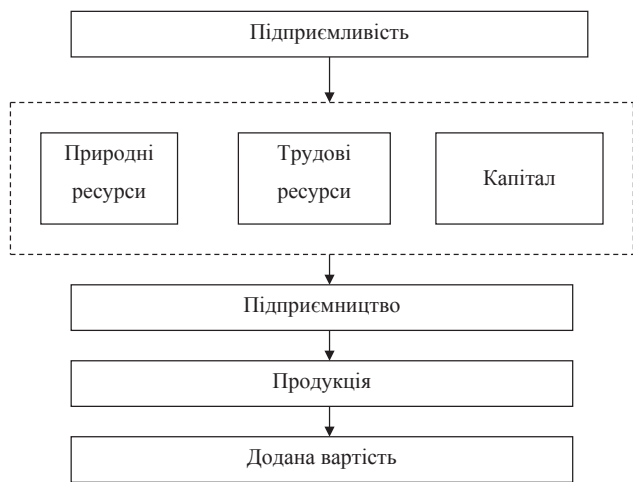 Підприємливість
Природні
ресурси
Трудові
ресурси
Капітал
Підприємництво
Продукція
Додана вартість